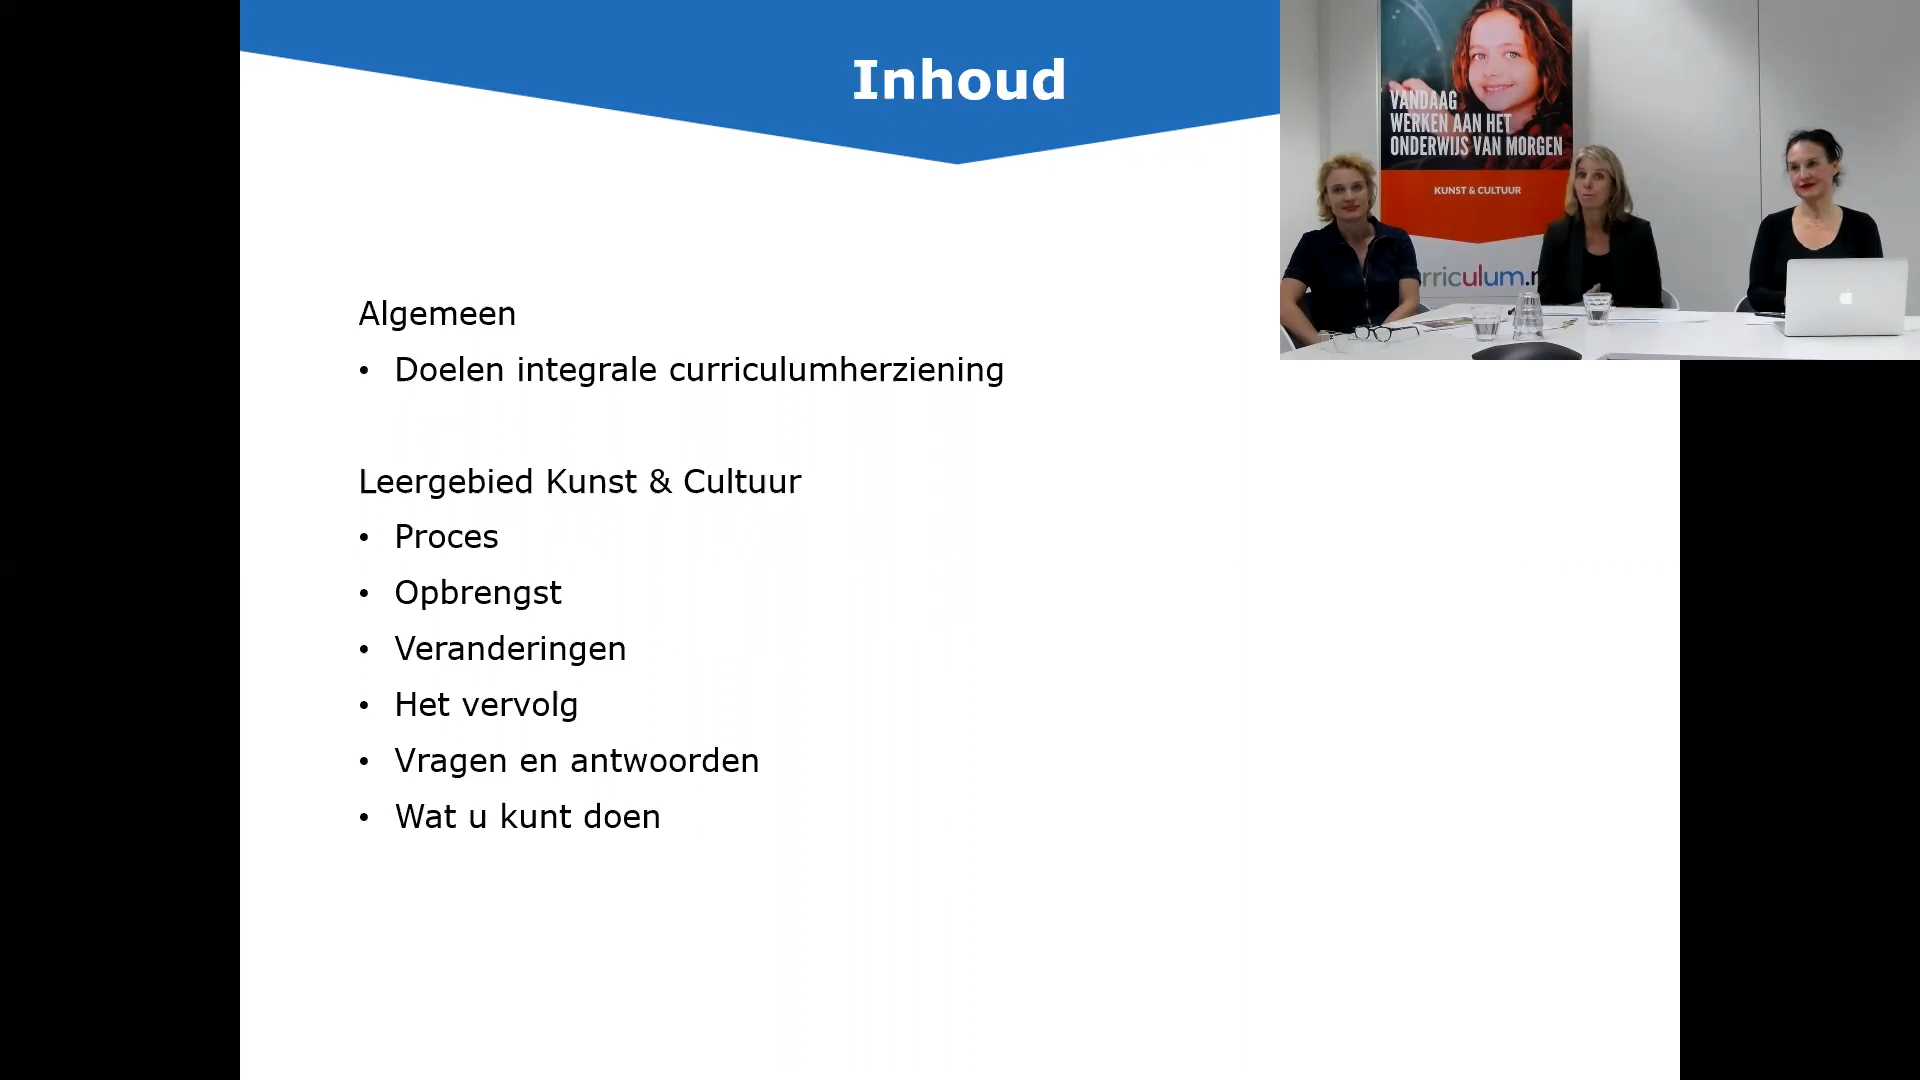 Inhoud
VANDAAG
WERKEN AAN HET
ONDERWIJS VAN MORGEN
KUNST & CULTUUR
rriculum.n
Algemeen
• Doelen integrale curriculumherziening
Leergebied Kunst & Cultuur
• Proces
• Opbrengst
• Veranderingen
• Het vervolg
• Vragen en antwoorden
• Wat u kunt doen